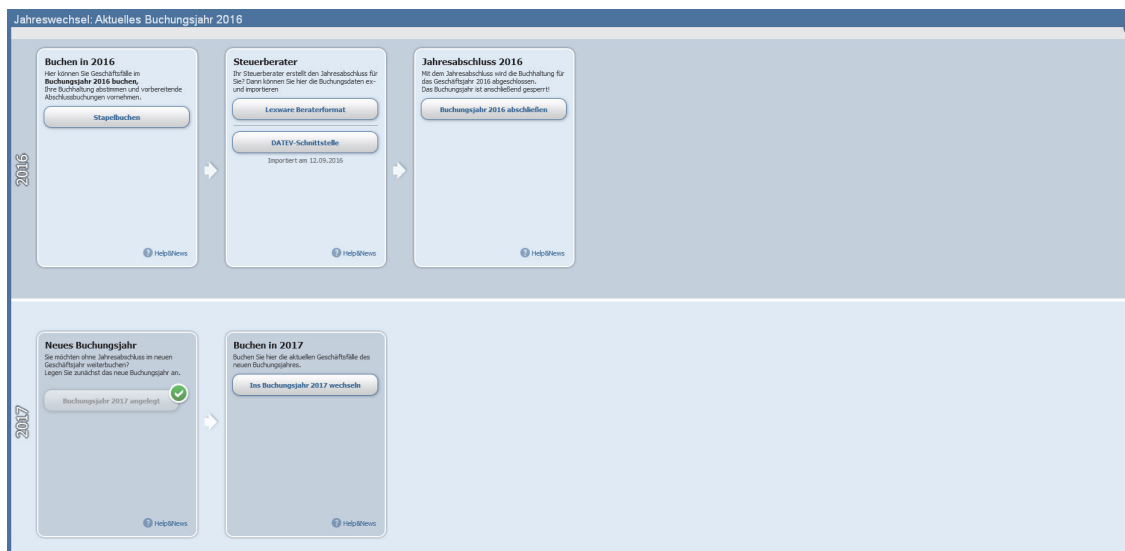 Jahreswechsel: Aktuelles Buchungsjahr 2016
2016
Buchen in 2016
Hier können Sie Geschäftsfälle im
Buchungsjahr 2016 buchen,
Ihre Buchhaltung abstimmen und vorbereitende
Abschlussbuchungen vornehmen.
Stapelbuchen
Help&News
Steuerberater
Ihr Steuerberater erstellt den Jahresabschluss für
Sie? Dann können Sie hier die Buchungsdaten ex-
und importieren
Lexware Beraterformat
DATEV-Schnittstelle
Importiert am 12.09.2016
Help&News
Jahresabschluss 2016
Mit dem Jahresabschluss wird die Buchhaltung für
das Geschäftsjahr 2016 abgeschlossen.
Das Buchungsjahr ist anschließend gesperrt!
Buchungsjahr 2016 abschließen
Help&News
2017
Neues Buchungsjahr
Sie möchten ohne Jahresabschluss im neuen
Geschäftsjahr weiterbuchen?
Legen Sie zunächst das neue Buchungsjahr an.
Buchungsjahr 2017 angelegt
Help&News
Buchen in 2017
Buchen Sie hier die aktuellen Geschäftsfälle des
neuen Buchungsjahres.
Ins Buchungsjahr 2017 wechseln
Help&News